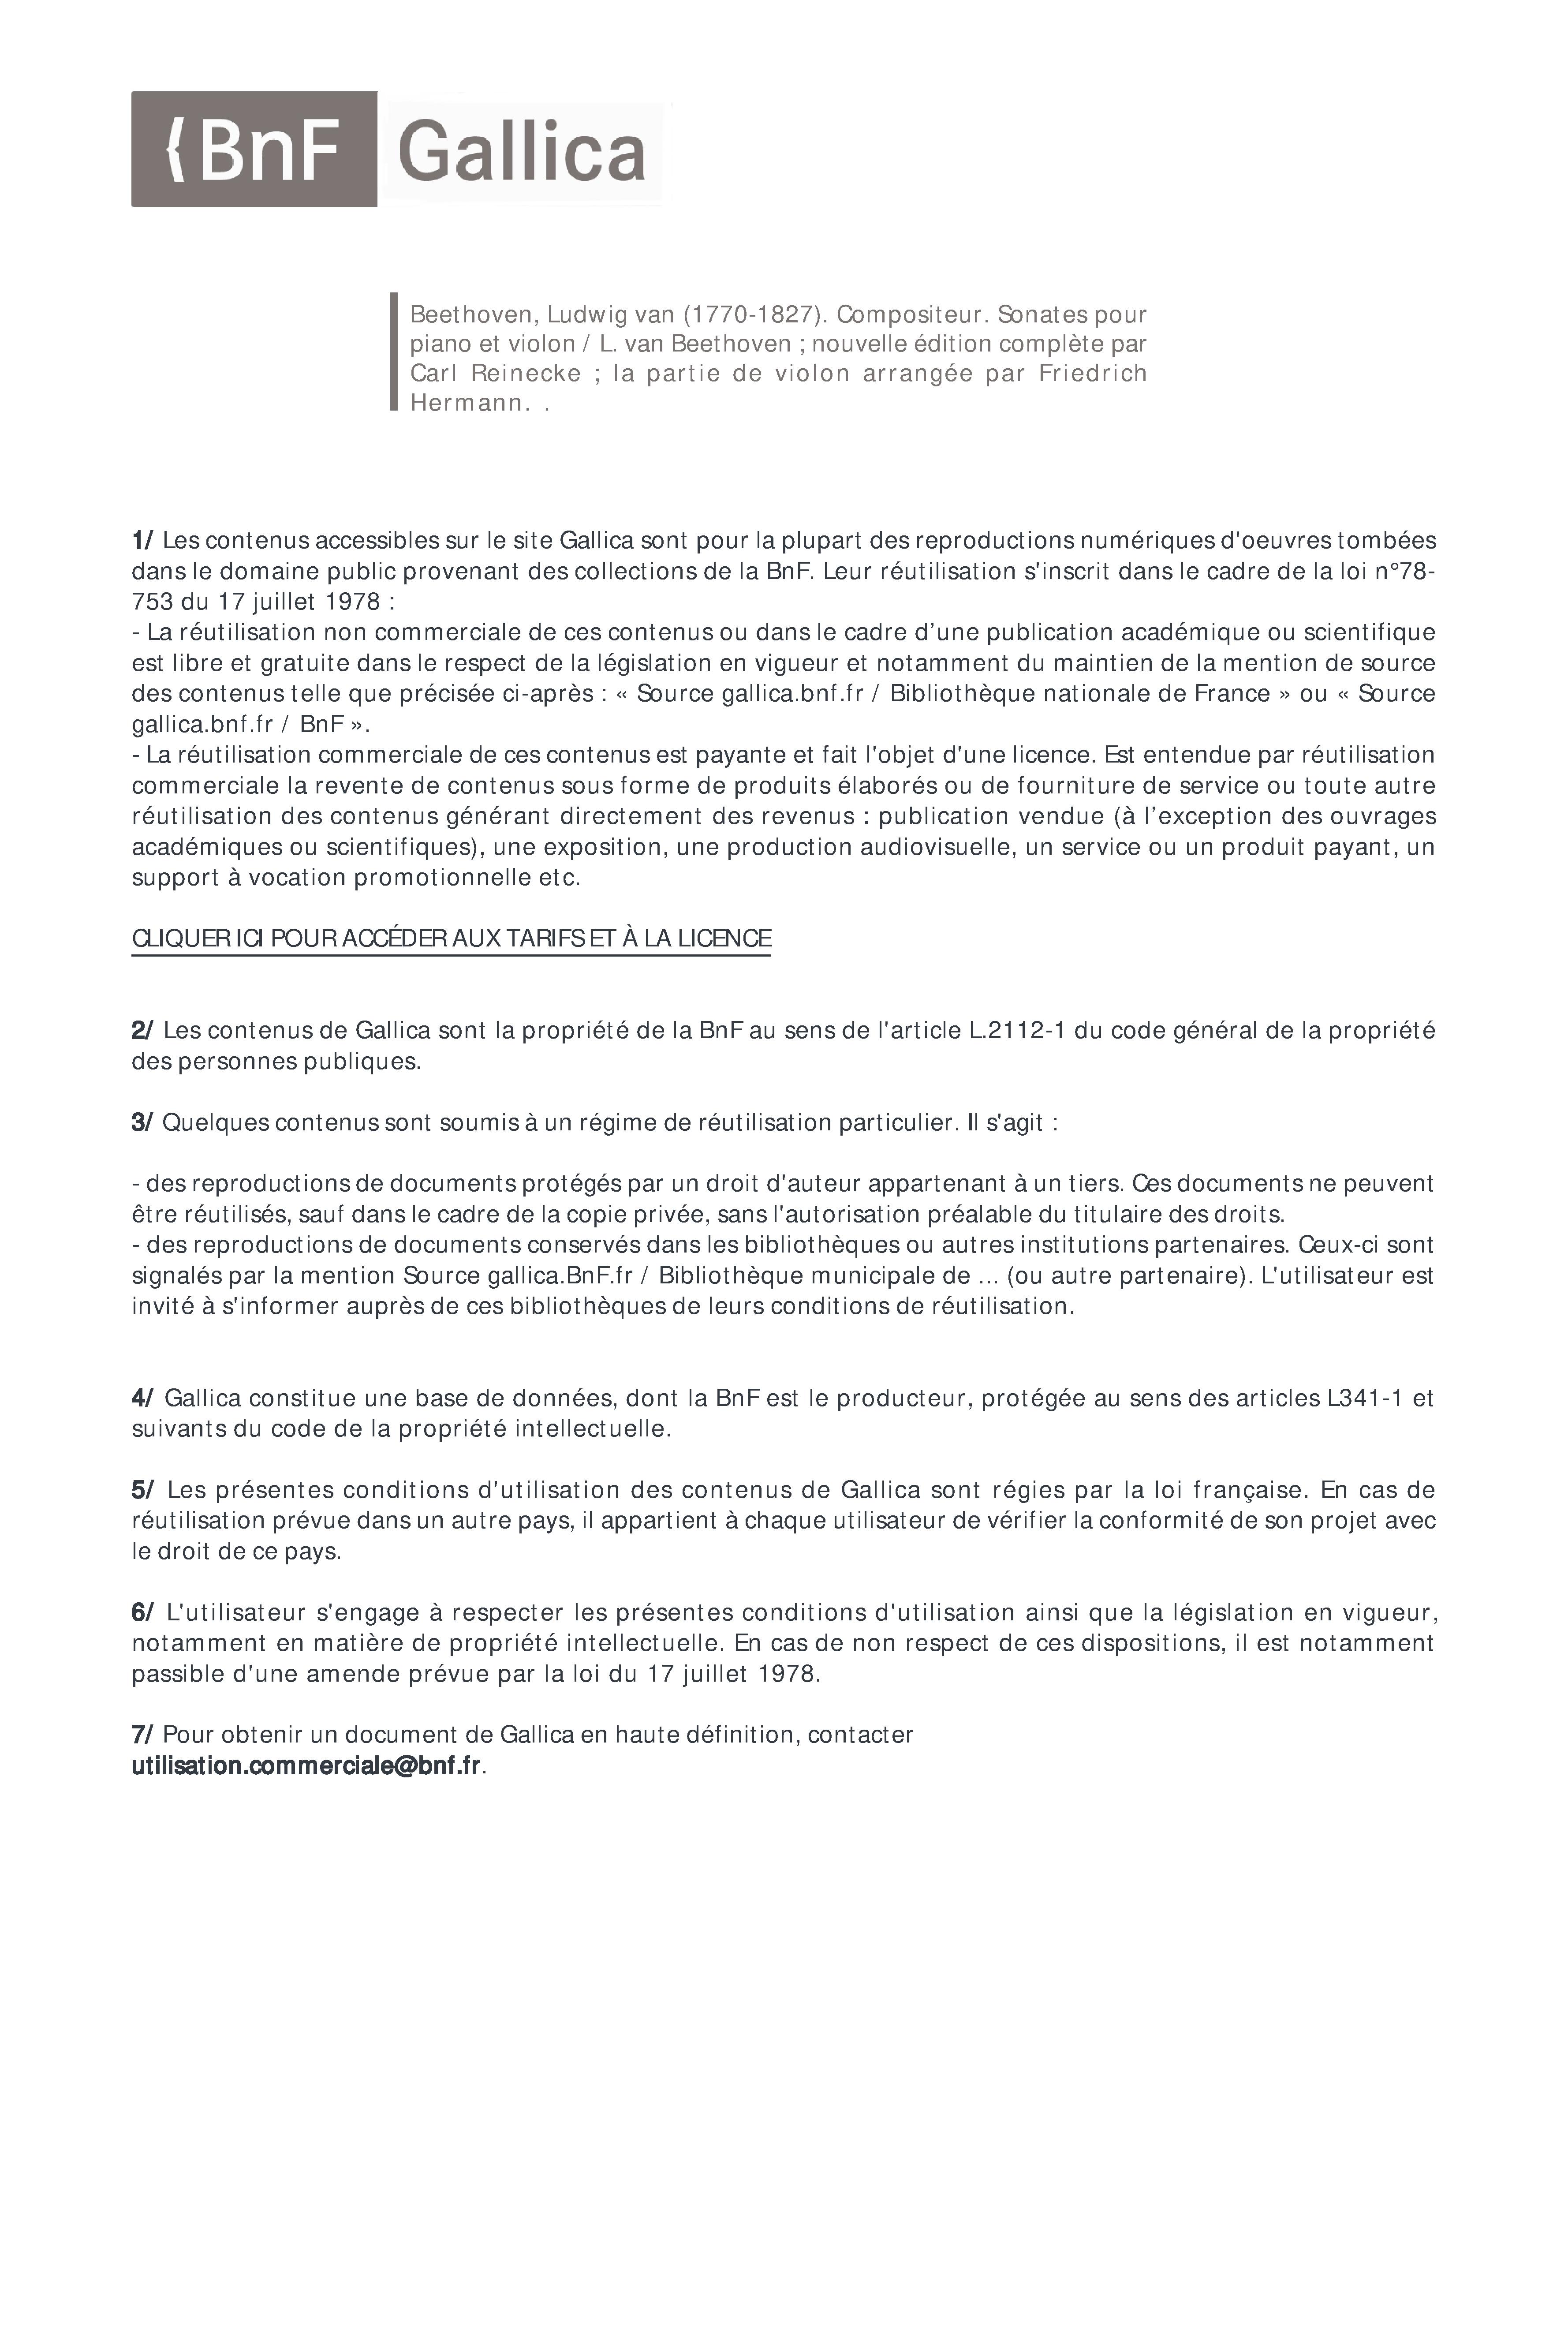 {BnF Gallica
Beethoven, Ludwig van (1770-1827). Compositeur. Sonates pour
piano et violon / L. van Beethoven ; nouvelle édition complète par
Carl Reinecke ; la partie de violon arrangée par Friedrich
Hermann. .
1/ Les contenus accessibles sur le site Gallica sont pour la plupart des reproductions numériques d'oeuvres tombées
dans le domaine public provenant des collections de la BnF. Leur réutilisation s'inscrit dans le cadre de la loi n°78-
753 du 17 juillet 1978 :
- La réutilisation non commerciale de ces contenus ou dans le cadre d’une publication académique ou scientifique
est libre et gratuite dans le respect de la législation en vigueur et notamment du maintien de la mention de source
des contenus telle que précisée ci-après : « Source gallica.bnf.fr / Bibliothèque nationale de France » ou « Source
gallica.bnf.fr / BnF ».
- La réutilisation commerciale de ces contenus est payante et fait l'objet d'une licence. Est entendue par réutilisation
commerciale la revente de contenus sous forme de produits élaborés ou de fourniture de service ou toute autre
réutilisation des contenus générant directement des revenus : publication vendue (à l’exception des ouvrages
académiques ou scientifiques), une exposition, une production audiovisuelle, un service ou un produit payant, un
support à vocation promotionnelle etc.
CLIQUER ICI POUR ACCÉDER AUX TARIFS ET À LA LICENCE
2/ Les contenus de Gallica sont la propriété de la BnF au sens de l'article L.2112-1 du code général de la propriété
des personnes publiques.
3/ Quelques contenus sont soumis à un régime de réutilisation particulier. Il s'agit :
- des reproductions de documents protégés par un droit d'auteur appartenant à un tiers. Ces documents ne peuvent
être réutilisés, sauf dans le cadre de la copie privée, sans l'autorisation préalable du titulaire des droits.
- des reproductions de documents conservés dans les bibliothèques ou autres institutions partenaires. Ceux-ci sont
signalés par la mention Source gallica.BnF.fr / Bibliothèque municipale de ... (ou autre partenaire). L'utilisateur est
invité à s'informer auprès de ces bibliothèques de leurs conditions de réutilisation.
4/ Gallica constitue une base de données, dont la BnF est le producteur, protégée au sens des articles L341-1 et
suivants du code de la propriété intellectuelle.
5/ Les présentes conditions d'utilisation des contenus de Gallica sont régies par la loi française. En cas de
réutilisation prévue dans un autre pays, il appartient à chaque utilisateur de vérifier la conformité de son projet avec
le droit de ce pays.
6/ L'utilisateur s'engage à respecter les présentes conditions d'utilisation ainsi que la législation en vigueur,
notamment en matière de propriété intellectuelle. En cas de non respect de ces dispositions, il est notamment
passible d'une amende prévue par la loi du 17 juillet 1978.
7/ Pour obtenir un document de Gallica en haute définition, contacter
utilisation.commerciale@bnf.fr.